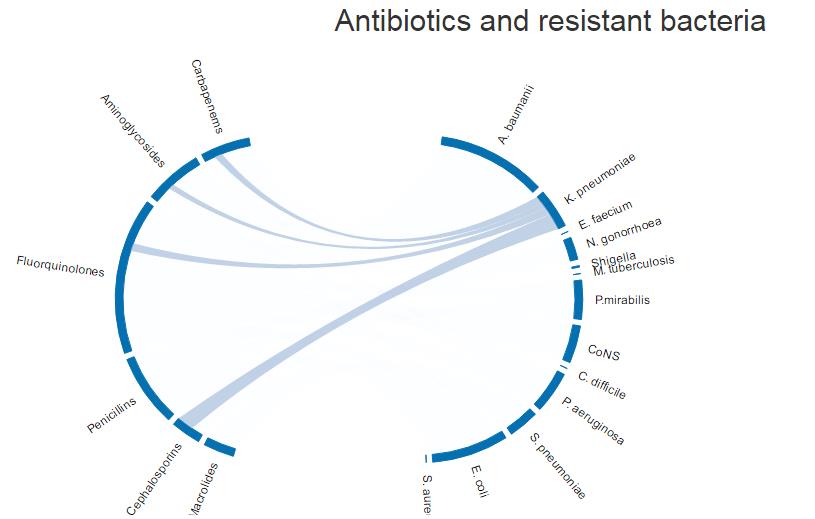 Antibiotics and resistant bacteria
Carbapenems
Aminoglycosides
Fluorquinolones
Penicillins
Cephalosporins
Macrolides
A. baumanii
K. pneumoniae
E. faecium
N. gonorrhoea
Shigella
M. tuberculosis
P.mirabilis
CoNS
C. difficile
P. aeruginosa
S. pneumoniae
E. coli
S. aure